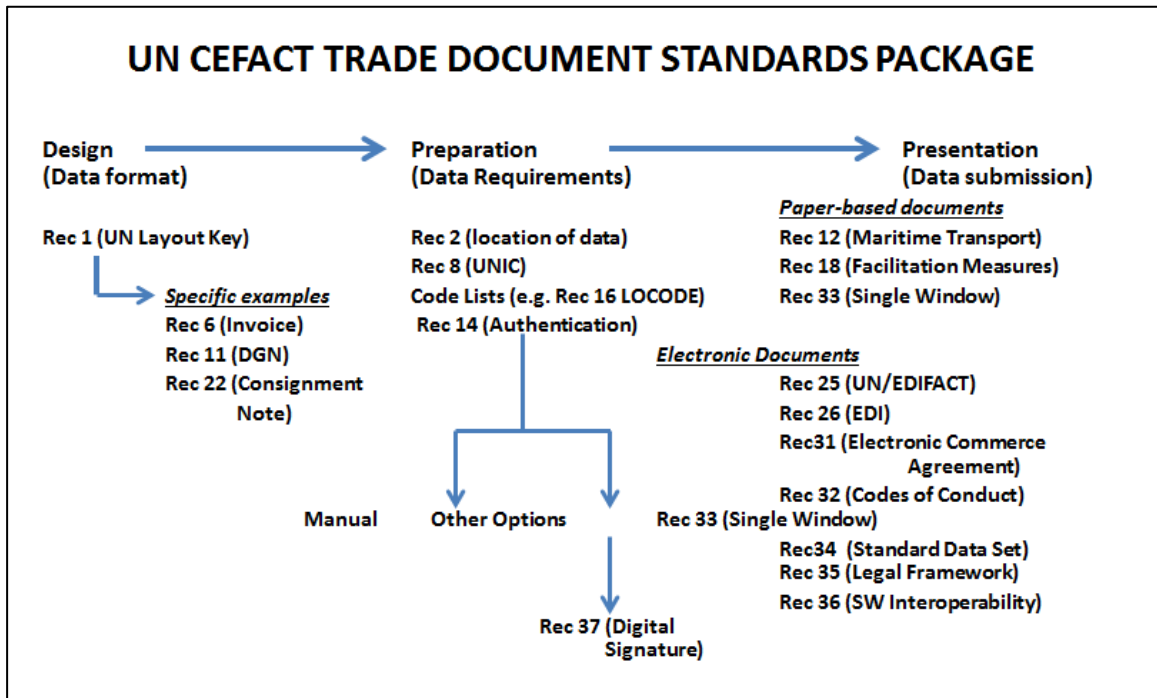 UN CEFACT TRADE DOCUMENT STANDARDS PACKAGE
Design
(Data format)
Preparation
(Data Requirements)
Presentation
(Data submission)
Rec 1 (UN Layout Key)
Specific examples
Rec 6 (Invoice)
Rec 11 (DGN)
Rec 22 (Consignment
Note)
Rec 2 (location of data)
Rec 8 (UNIC)
Code Lists (e.g. Rec 16 LOCODE)
Rec 14 (Authentication)
Manual
Other Options
Rec 37 (Digital
Signature)
Paper-based documents
Rec 12 (Maritime Transport)
Rec 18 (Facilitation Measures)
Rec 33 (Single Window)
Electronic Documents
Rec 25 (UN/EDIFACT)
Rec 26 (EDI)
Rec31 (Electronic Commerce
Agreement)
Rec 32 (Codes of Conduct)
Rec 33 (Single Window)
Rec34 (Standard Data Set)
Rec 35 (Legal Framework)
Rec 36 (SW Interoperability)